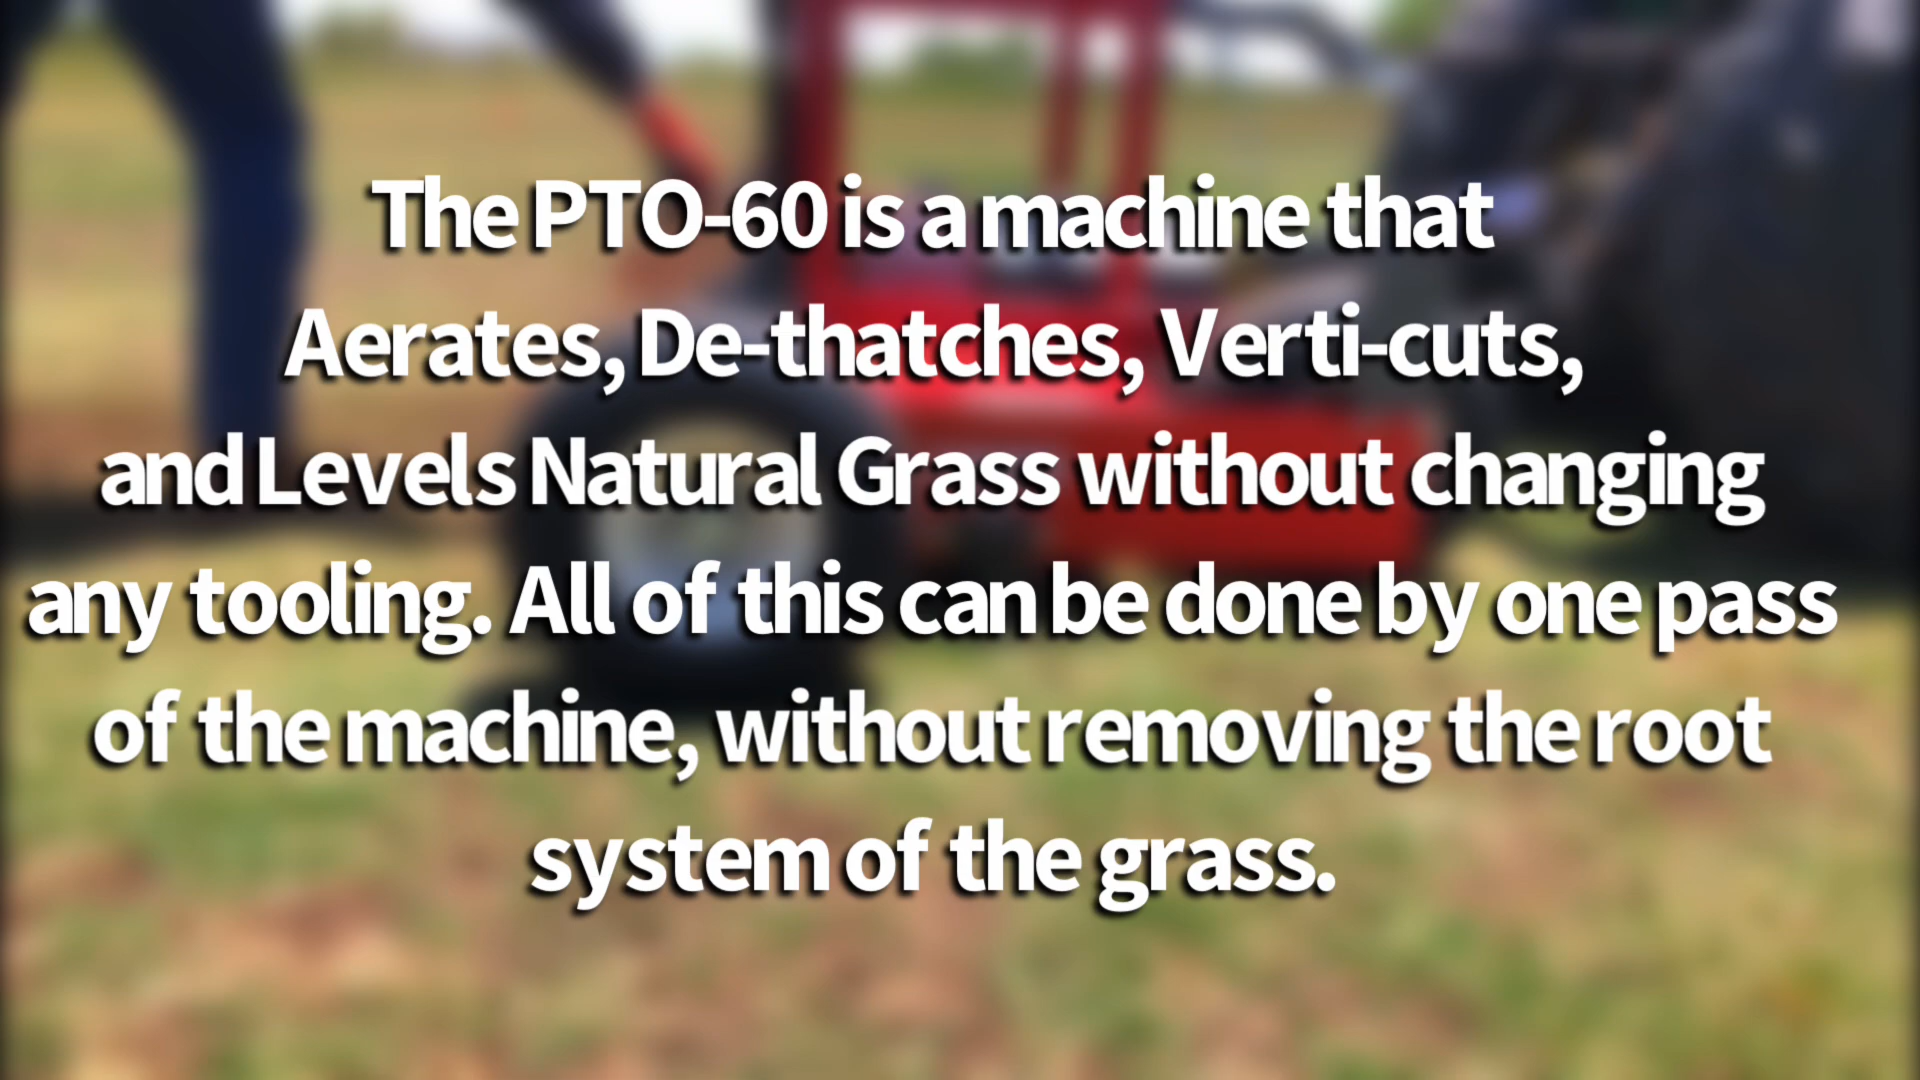 The PTO-60 is a machine that
Aerates, De-thatches, Verti-cuts,
and Levels Natural Grass without changing
any tooling. All of this can be done by one pass
of the machine, without removing the root
system of the grass.